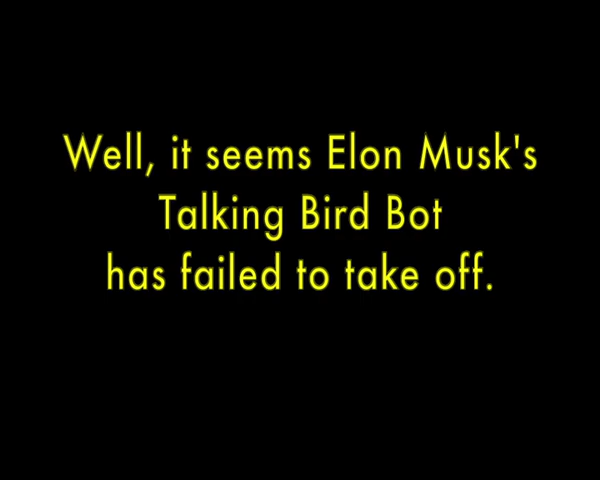 Well, it seems Elon Musk's
Talking Bird Bot
has failed to take off.